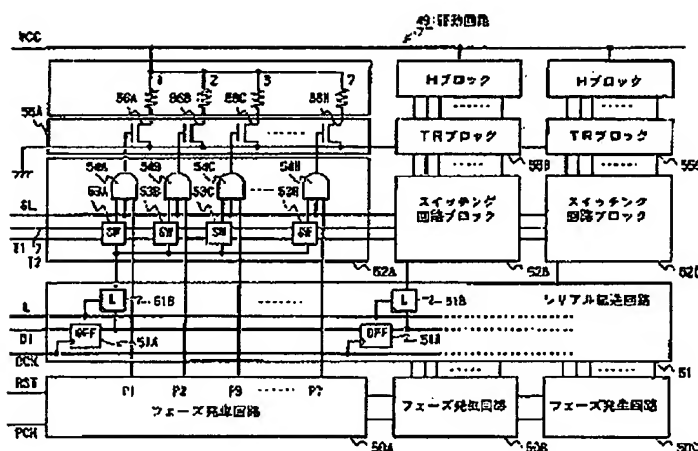 49:駆動回路
VCC
1 2 3 7
Hブロック Hブロック
56A 56B 56C 56H
55A
TRブロック TRブロック
55B
54A 54B 54C 54H
53A 53B 53C 53H
スイッチング
回路ブロック
スイッチング
回路ブロック
SW SW SW SW
T1
T2
52A 52B
L 61B L 61B シリアル転送回路
L
DI
DFF 51A DFF 51A
DCK
51
P1 P2 P3 P7
RST
フェーズ発生回路 フェーズ発生回路 フェーズ発生回路
PCK
50A 50B 50C